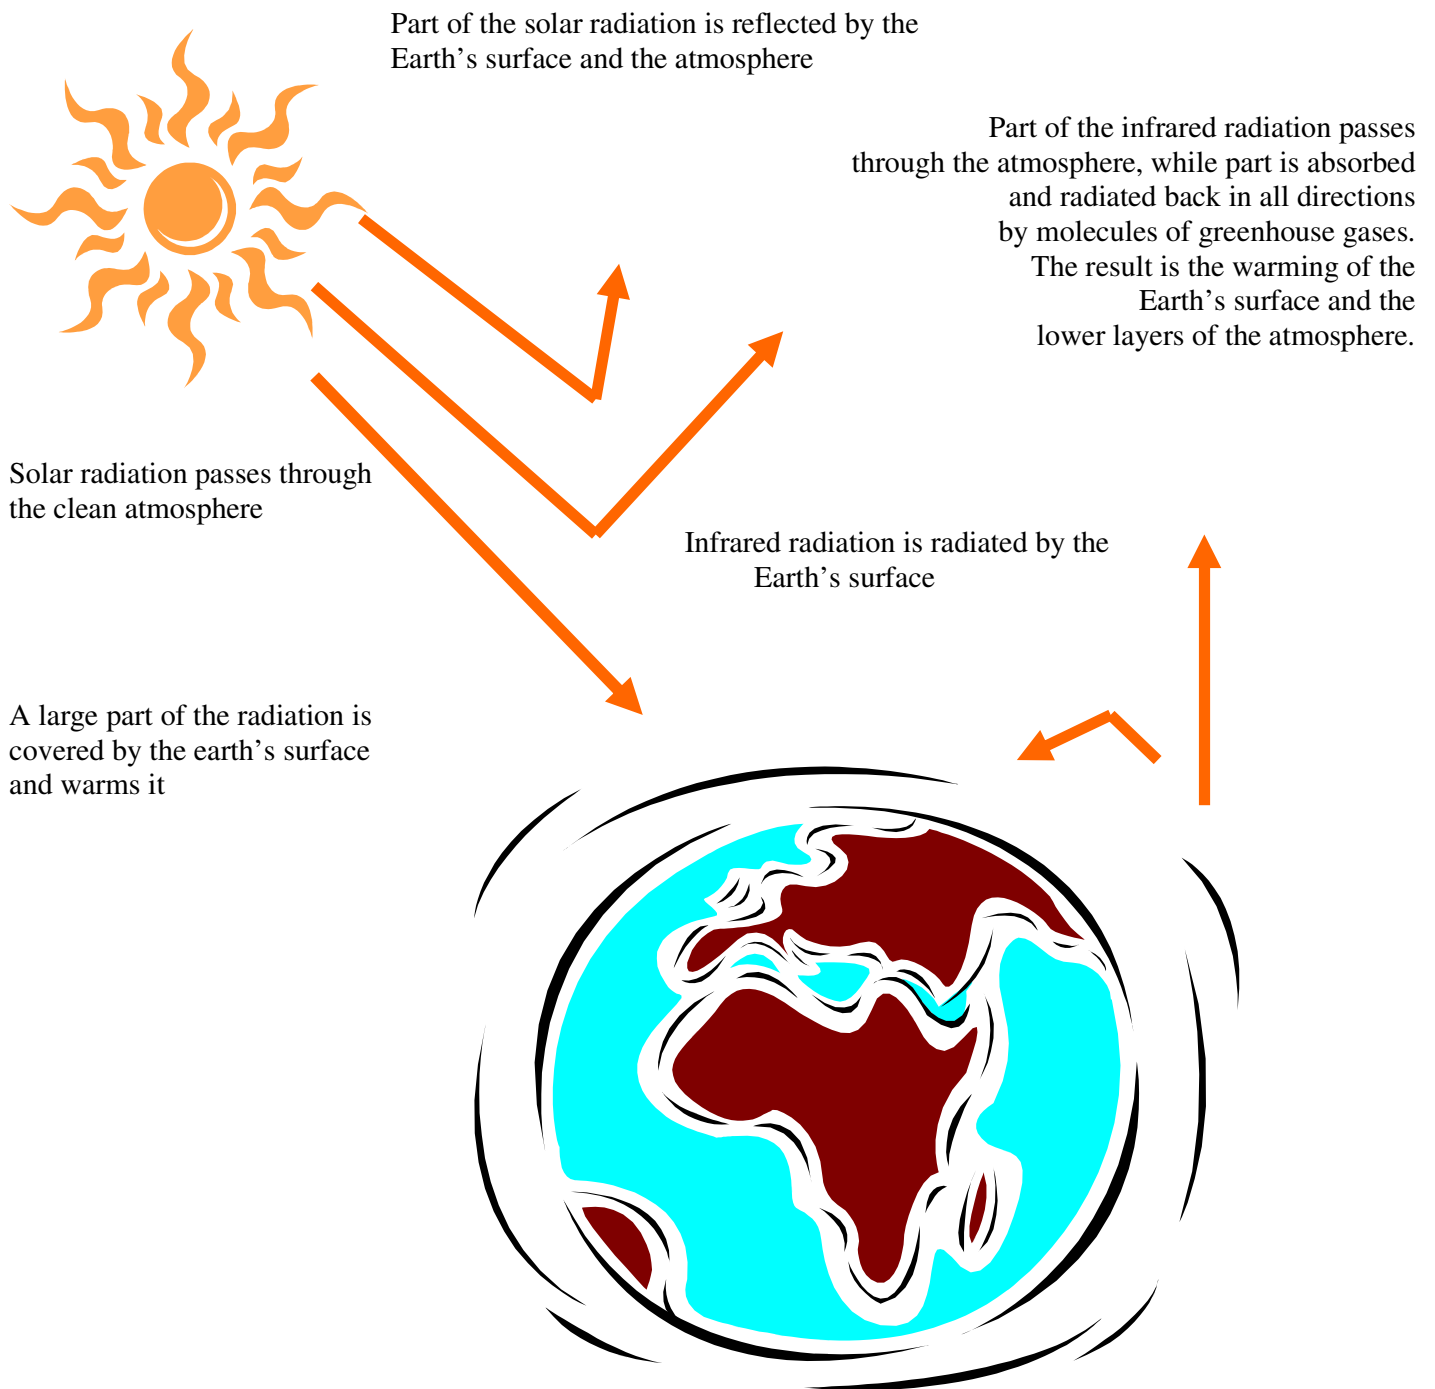 Part of the solar radiation is reflected by the
Earth’s surface and the atmosphere
Part of the infrared radiation passes
through the atmosphere, while part is absorbed
and radiated back in all directions
by molecules of greenhouse gases.
The result is the warming of the
Earth’s surface and the
lower layers of the atmosphere.
Solar radiation passes through
the clean atmosphere
Infrared radiation is radiated by the
Earth’s surface
A large part of the radiation is
covered by the earth’s surface
and warms it